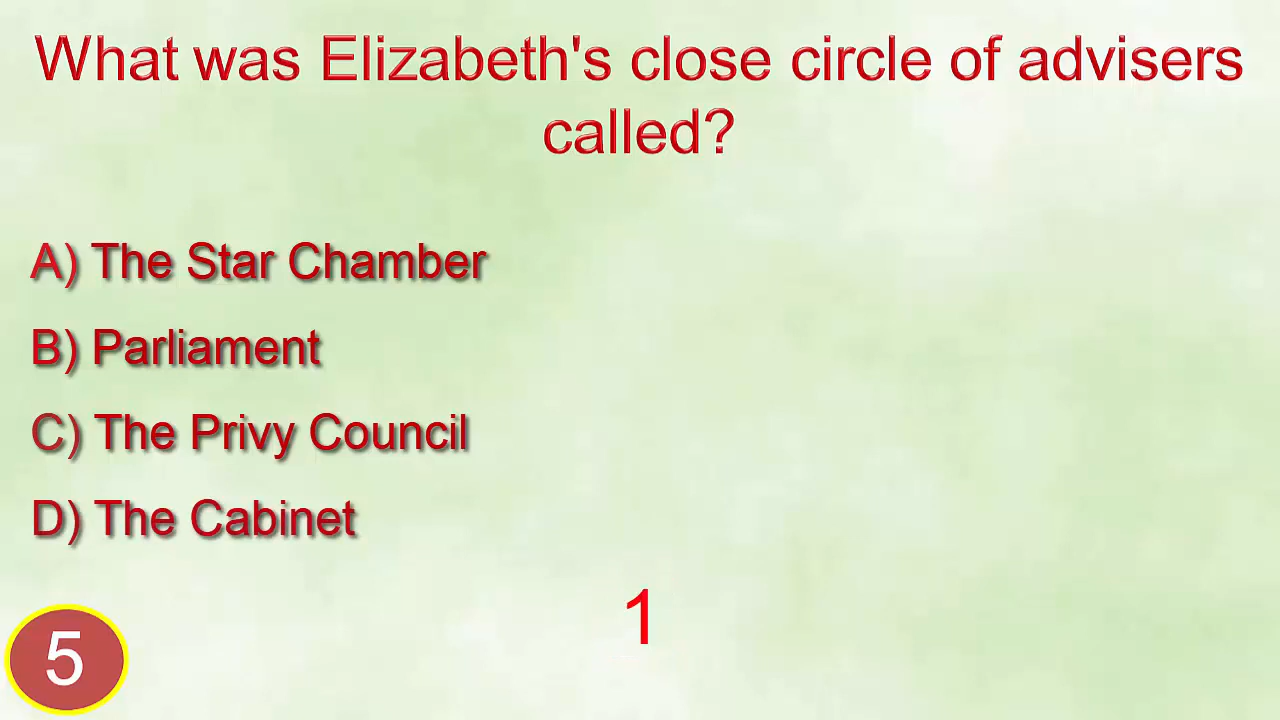 What was Elizabeth's close circle of advisers
called?
A) The Star Chamber
B) Parliament
C) The Privy Council
D) The Cabinet
1
5